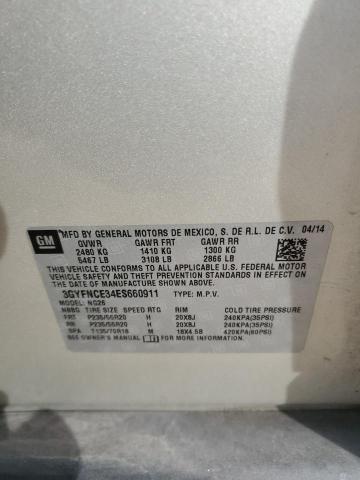 GM
MFD BY GENERAL MOTORS DE MEXICO, S. DE R.L. DE C.V. 04/14
GVWR GAWR FRT GAWR RR
2480 KG 1410 KG 1300 KG
5467 LB 3108 LB 2866 LB
THIS VEHICLE CONFORMS TO ALL APPLICABLE U.S. FEDERAL MOTOR
VEHICLE SAFETY AND THEFT PREVENTION STANDARDS IN EFFECT ON THE
DATE OF MANUFACTURE SHOWN ABOVE.
3GYFNCE34ES660911 TYPE: M.P.V.
NG26
TIRE SIZE SPEED RTG RIM COLD TIRE PRESSURE
FRT P235/55R20 H 20X8J 240KPA(35PSI)
RR P235/55R20 H 20X8J 240KPA(35PSI)
SPA T135/70R18 M 18X4.5B 420KPA(60PSI)
SEE OWNER'S MANUAL FOR ADDITIONAL INFORMATION